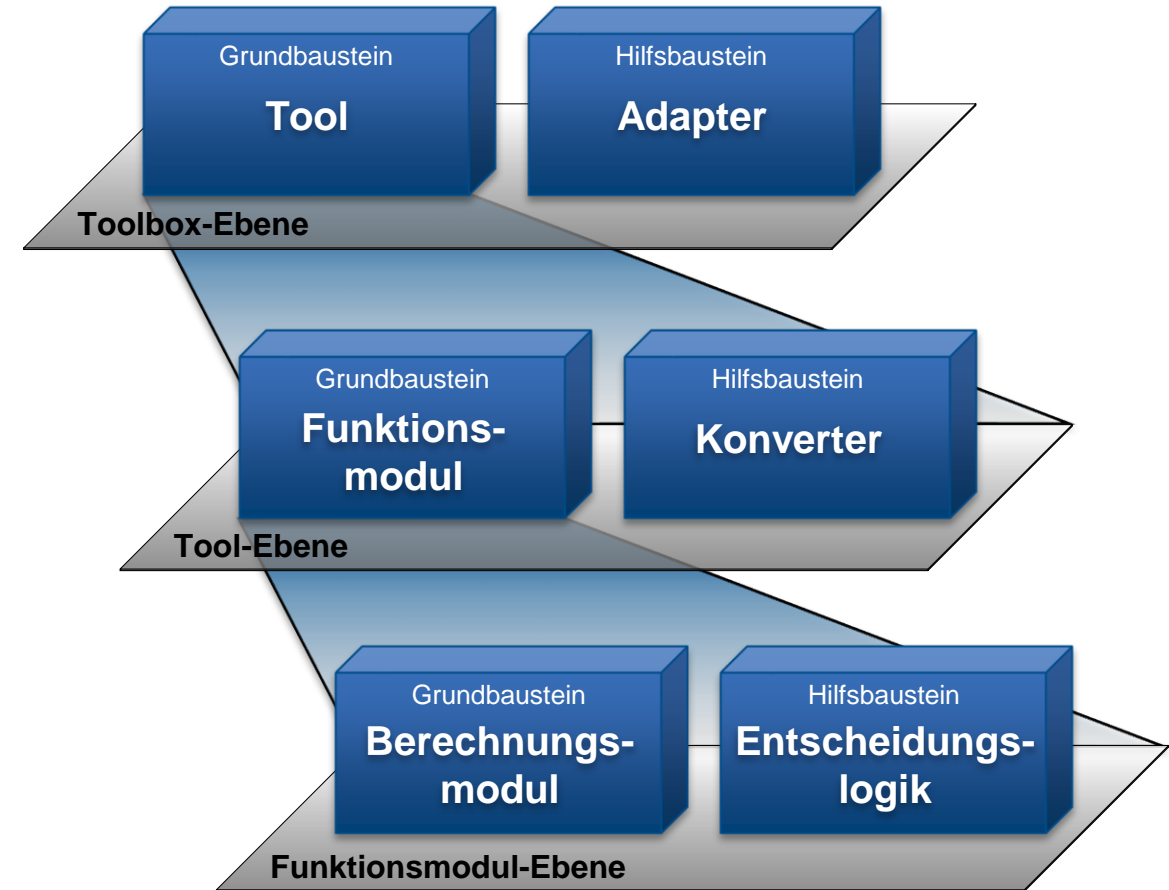 Grundbaustein
Tool
Hilfsbaustein
Adapter
Toolbox-Ebene
Grundbaustein
Funktions-
modul
Hilfsbaustein
Konverter
Tool-Ebene
Grundbaustein
Berechnungs-
modul
Hilfsbaustein
Entscheidungs-
logik
Funktionsmodul-Ebene